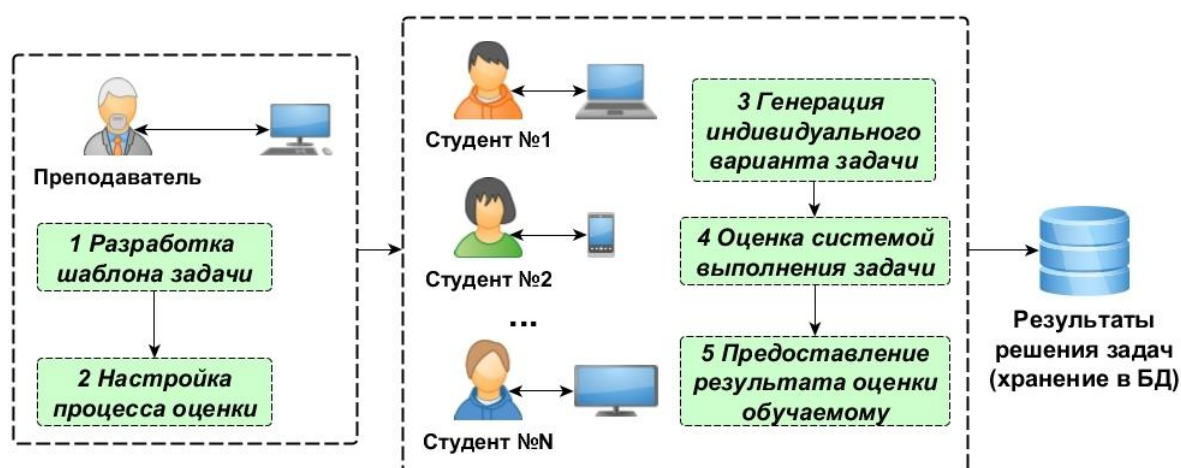 Преподаватель
1 Разработка
шаблона задачи
2 Настройка
процесса оценки
Студент №1
Студент №2
...
Студент №N
3 Генерация
индивидуального
варианта задачи
4 Оценка системой
выполнения задачи
5 Предоставление
результата оценки
обучаемому
Результаты
решения задач
(хранение в БД)